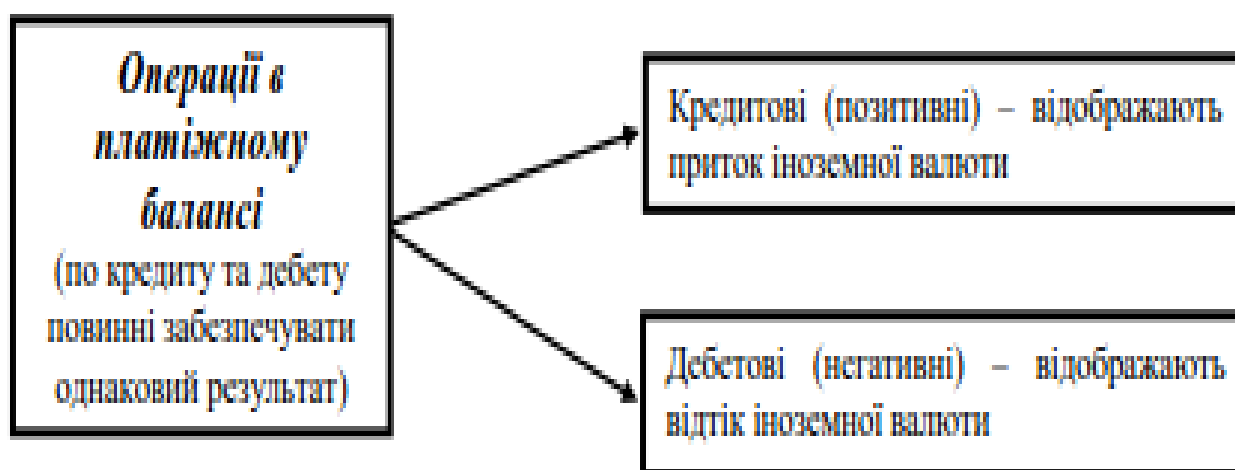 Операції в
платіжному
балансі
(по кредиту та дебету
повинні забезпечувати
однаковий результат)
Кредитові (позитивні) – відображають
приток іноземної валюти
Дебетові (негативні) – відображають
відтік іноземної валюти